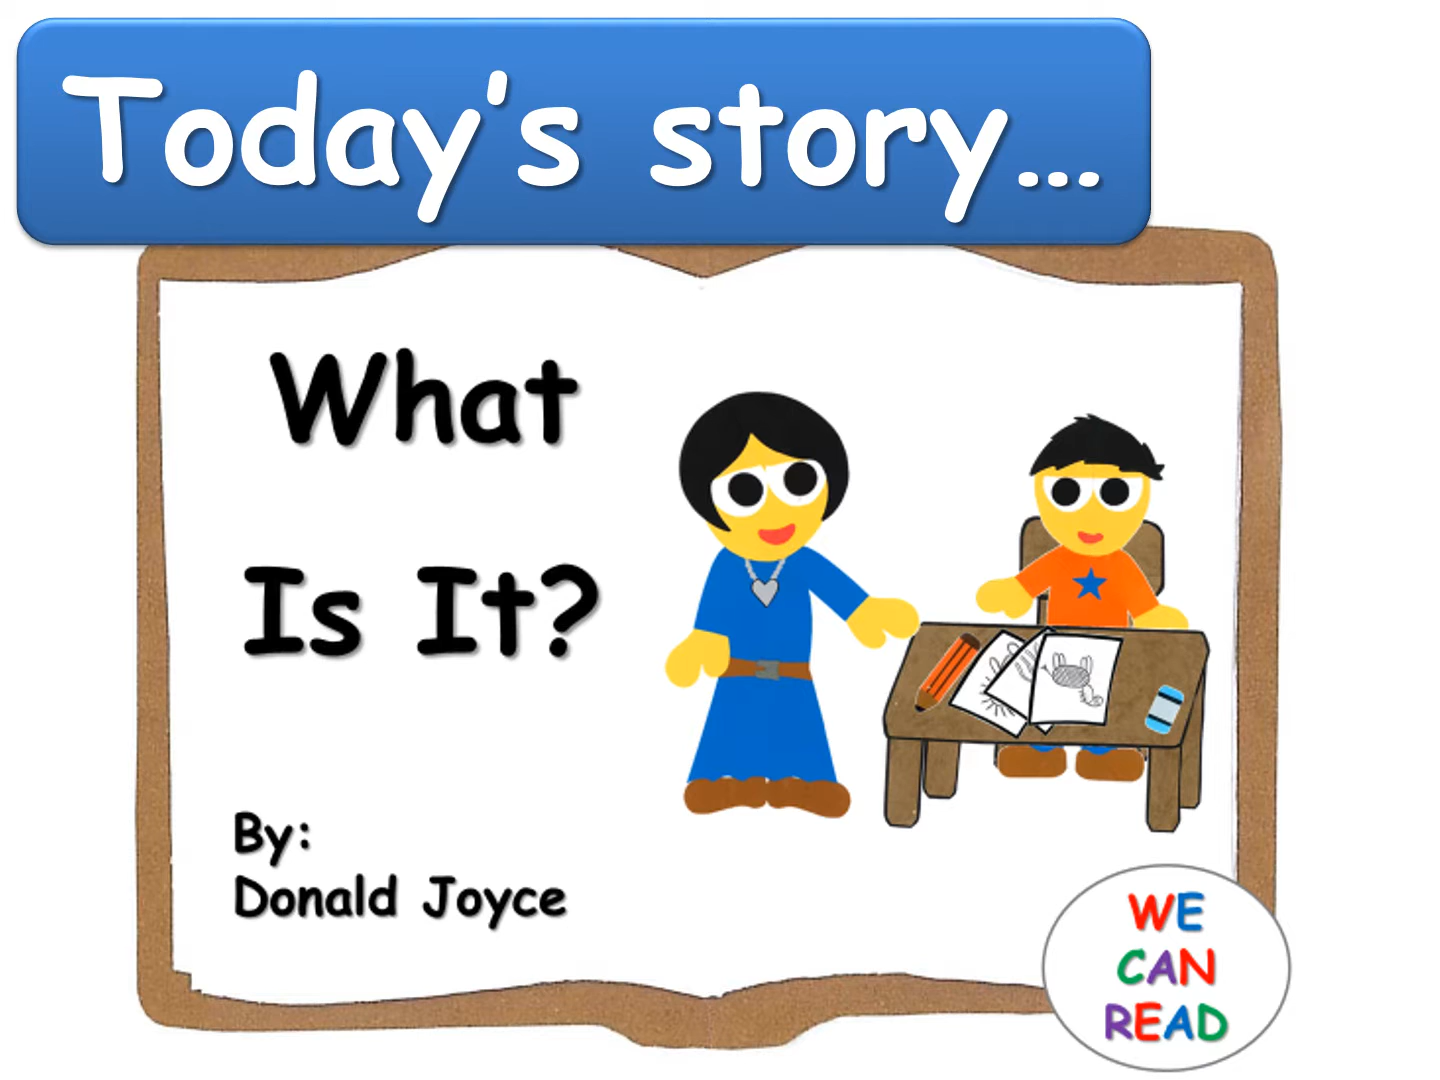 Today's story...
What
Is It?
By:
Donald Joyce
WE
CAN
READ